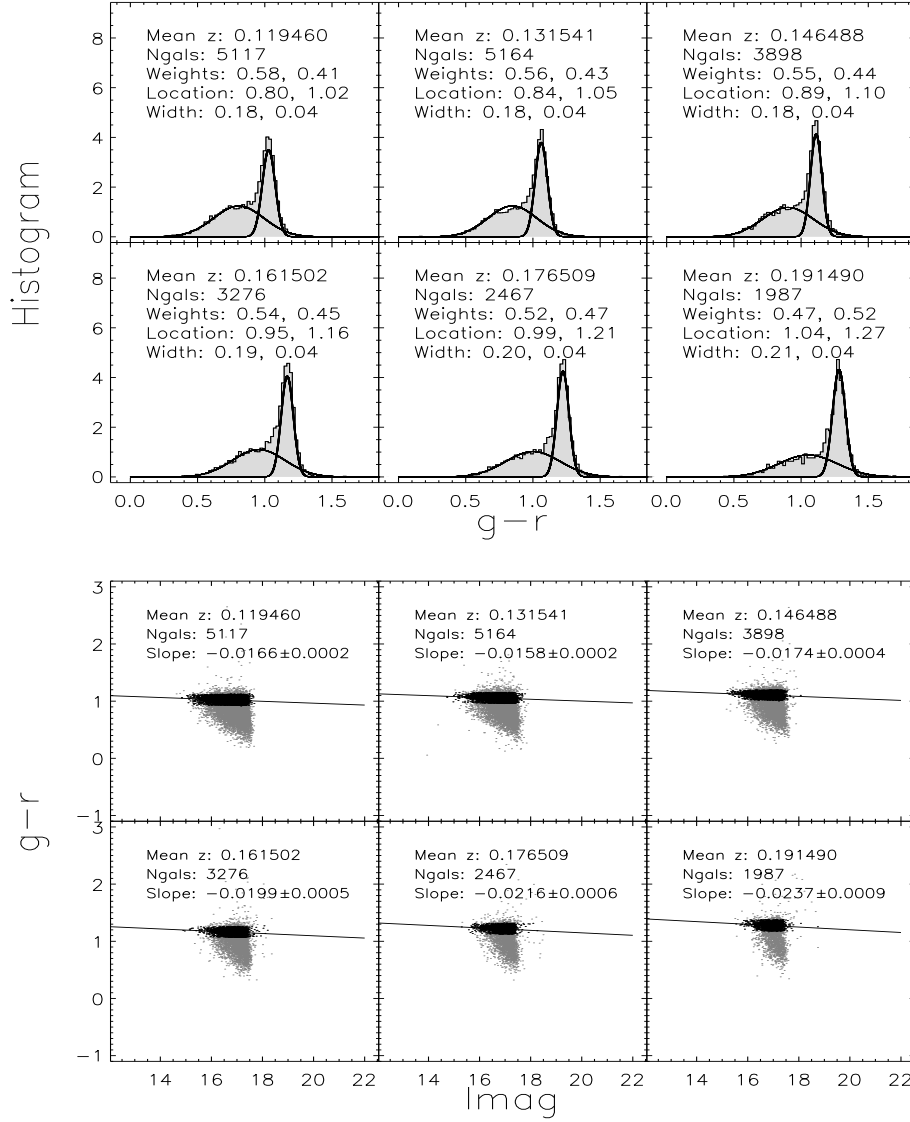 Histogram
8
6
4
2
0
Mean z: 0.119460
Ngals: 5117
Weights: 0.58, 0.41
Location: 0.80, 1.02
Width: 0.18, 0.04
Mean z: 0.131541
Ngals: 5164
Weights: 0.56, 0.43
Location: 0.84, 1.05
Width: 0.18, 0.04
Mean z: 0.146488
Ngals: 3898
Weights: 0.55, 0.44
Location: 0.89, 1.10
Width: 0.18, 0.04
8
6
4
2
0
Mean z: 0.161502
Ngals: 3276
Weights: 0.54, 0.45
Location: 0.95, 1.16
Width: 0.19, 0.04
Mean z: 0.176509
Ngals: 2467
Weights: 0.52, 0.47
Location: 0.99, 1.21
Width: 0.20, 0.04
Mean z: 0.191490
Ngals: 1987
Weights: 0.47, 0.52
Location: 1.04, 1.27
Width: 0.21, 0.04
0.0 0.5 1.0 1.5 0.0 0.5 1.0 1.5 0.0 0.5 1.0 1.5
g-r
g-r
3
2
1
0
-1
Mean z: 0.119460
Ngals: 5117
Slope: -0.0166±0.0002
Mean z: 0.131541
Ngals: 5164
Slope: -0.0158±0.0002
Mean z: 0.146488
Ngals: 3898
Slope: -0.0174±0.0004
3
2
1
0
-1
Mean z: 0.161502
Ngals: 3276
Slope: -0.0199±0.0005
Mean z: 0.176509
Ngals: 2467
Slope: -0.0216±0.0006
Mean z: 0.191490
Ngals: 1987
Slope: -0.0237±0.0009
14 16 18 20 22 14 16 18 20 22 14 16 18 20 22
Imag